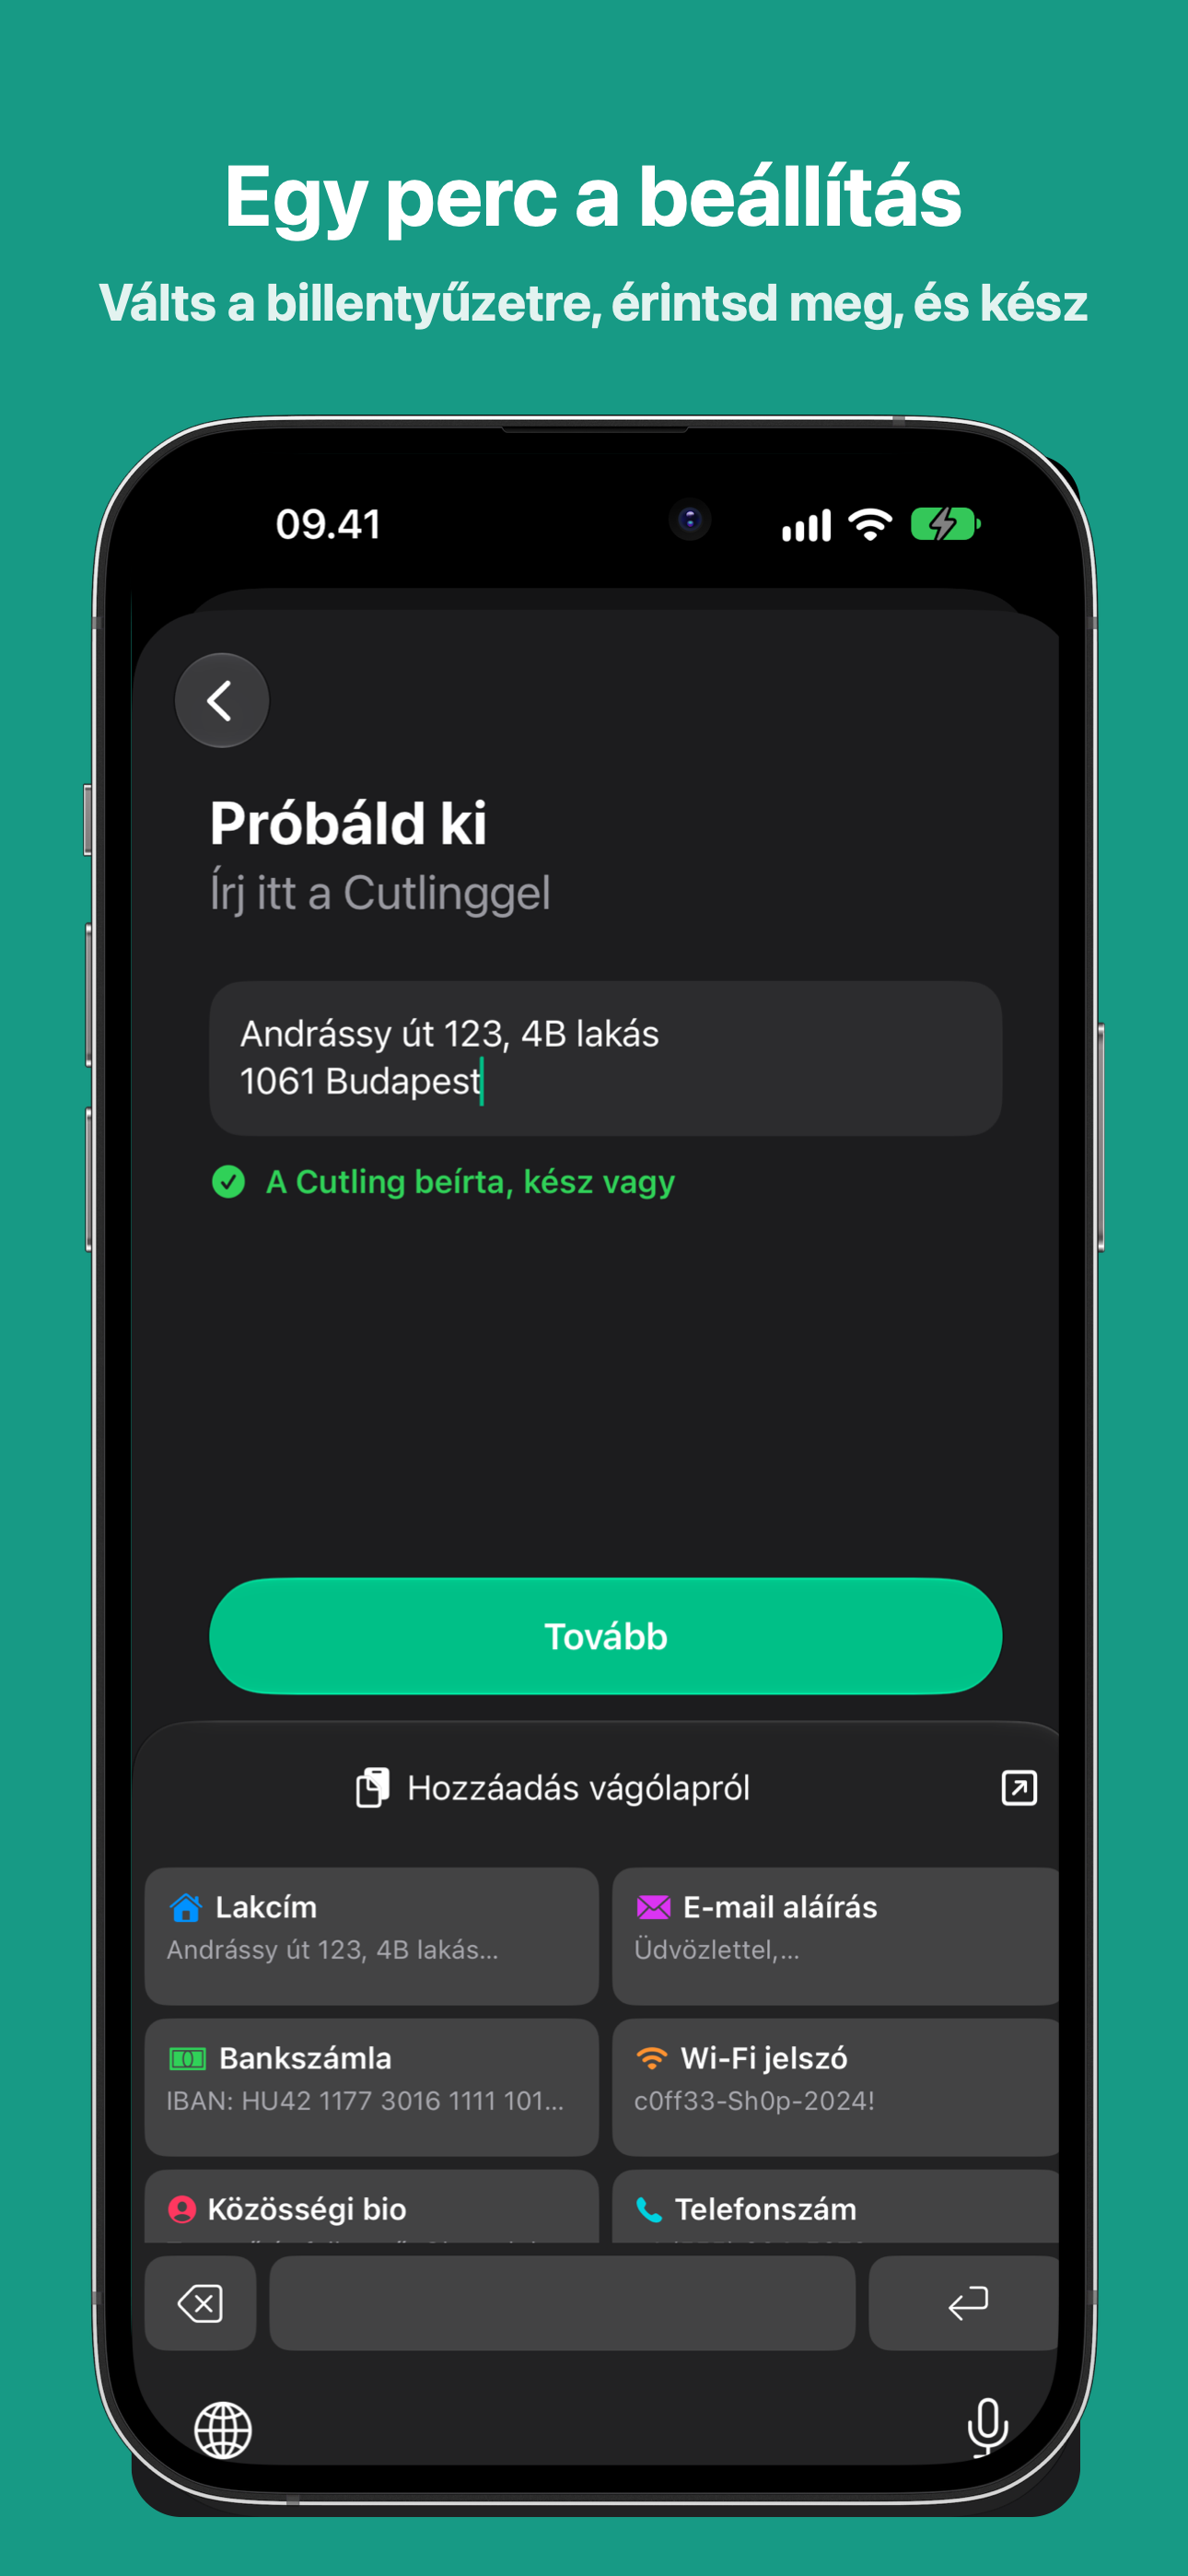 Egy perc a beállítás
Válts a billentyűzetre, érintsd meg, és kész
09.41
Próbáld ki
Írj itt a Cutlinggel
Andrássy út 123, 4B lakás
1061 Budapest
A Cutling beírta, kész vagy
Tovább
Hozzáadás vágólapról
Lakcím
Andrássy út 123, 4B lakás...
E-mail aláírás
Üdvözlettel,...
Bankszámla
IBAN: HU42 1177 3016 1111 101...
Wi-Fi jelszó
c0ff33-Sh0p-2024!
Közösségi bio
Telefonszám